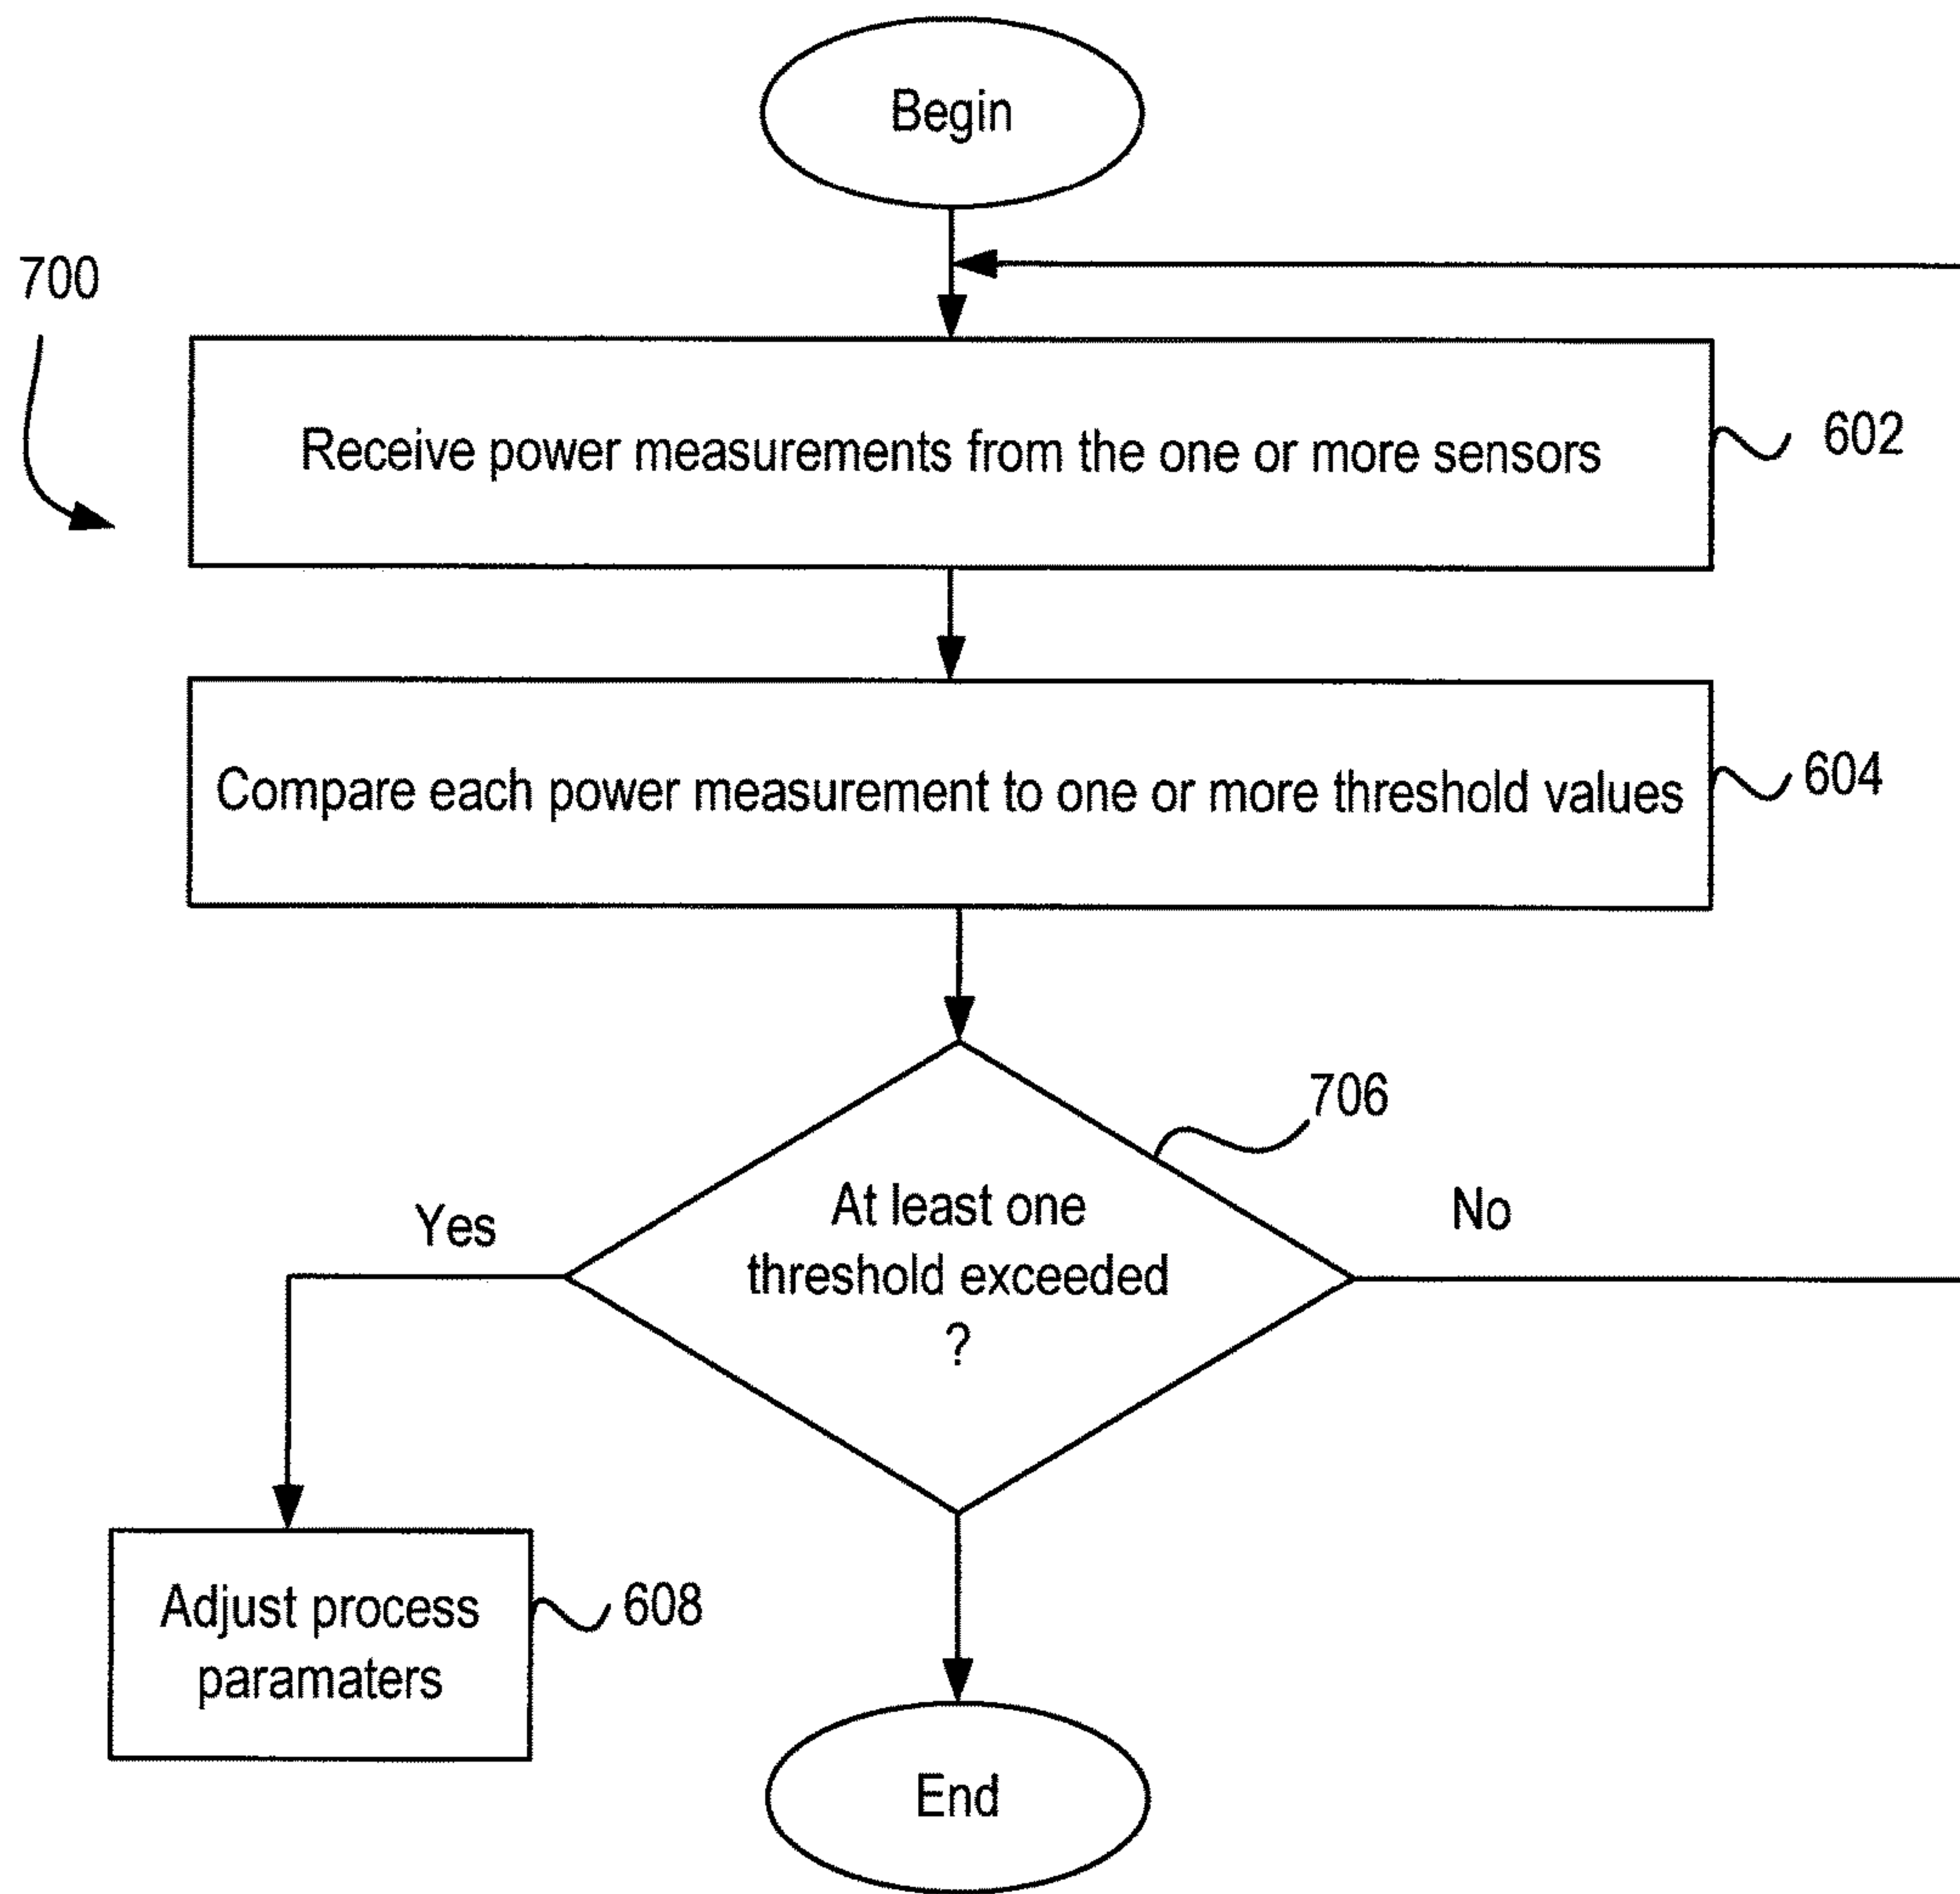 Begin
700
Receive power measurements from the one or more sensors
602
Compare each power measurement to one or more threshold values
604
706
At least one
threshold exceeded
?
Yes
No
Adjust process
paramaters
608
End